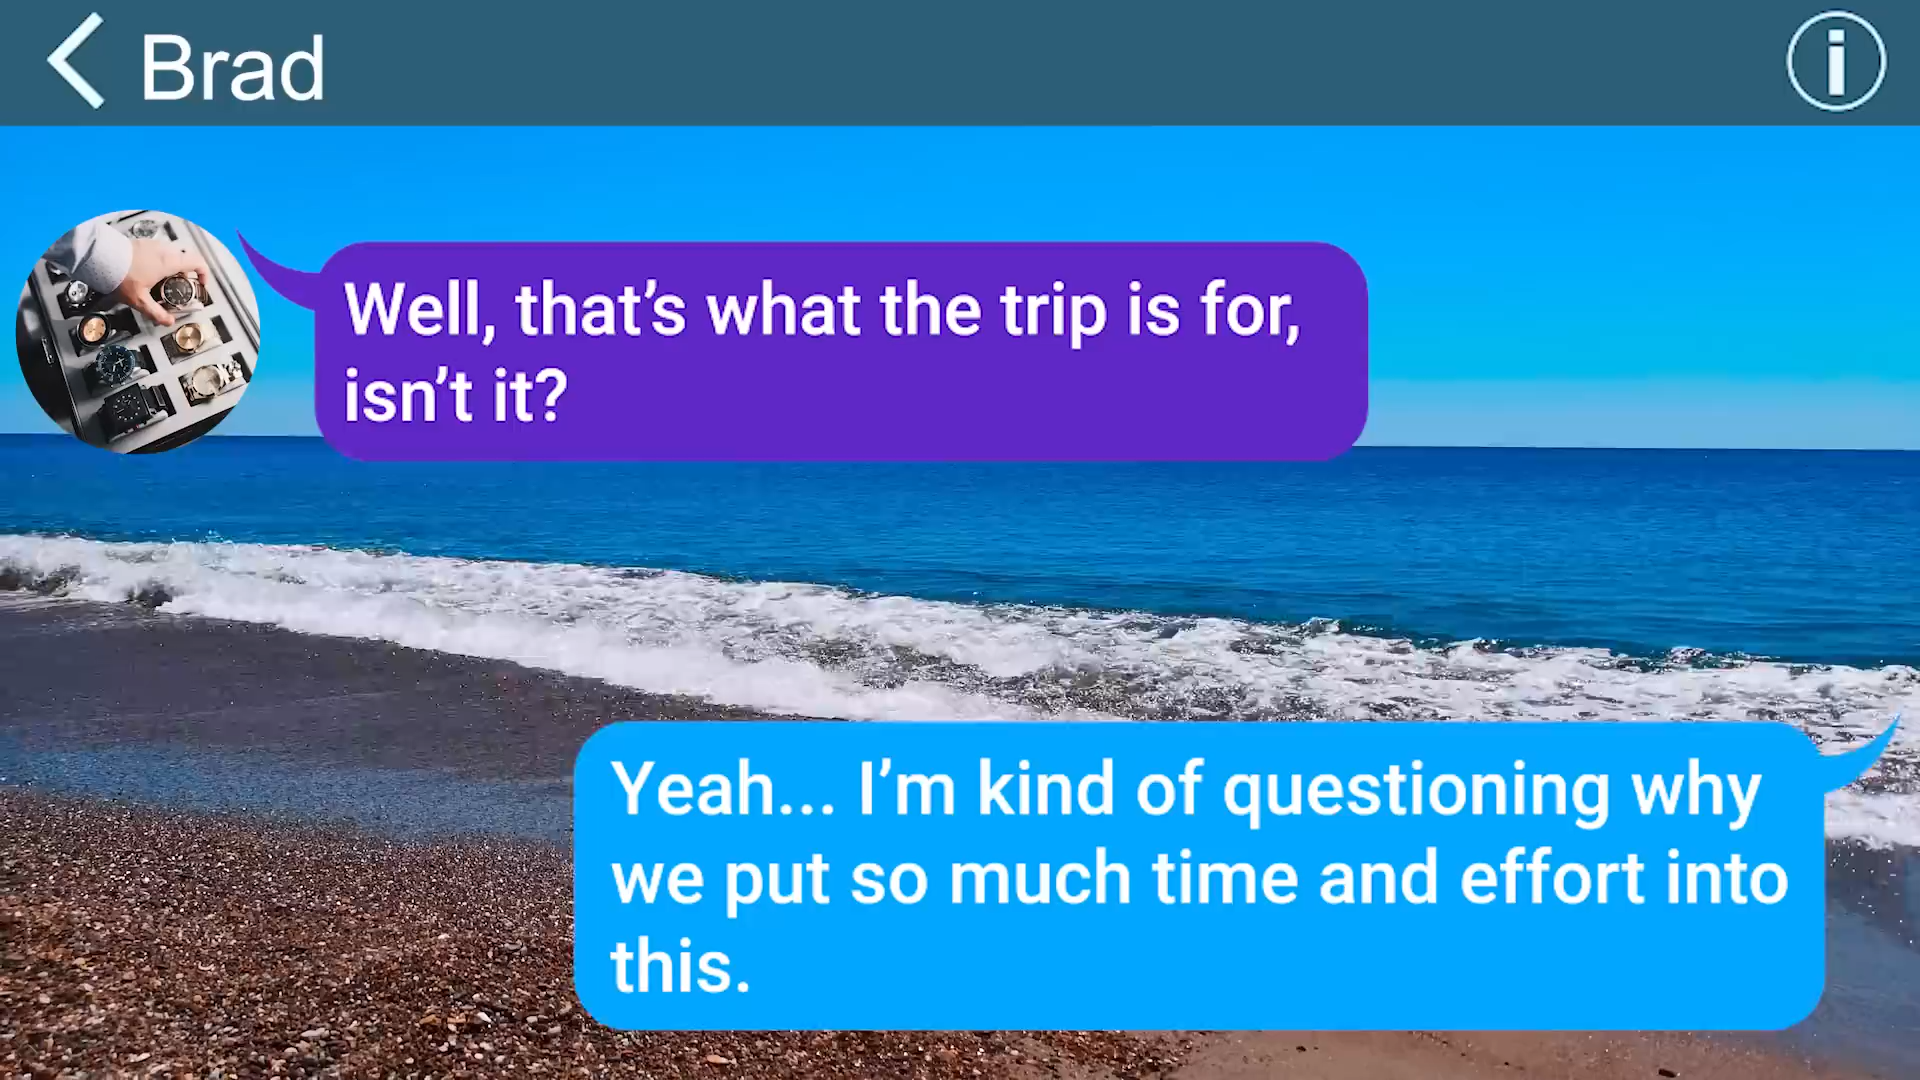 Brad
Well, that’s what the trip is for,
isn’t it?
Yeah... I’m kind of questioning why
we put so much time and effort into
this.